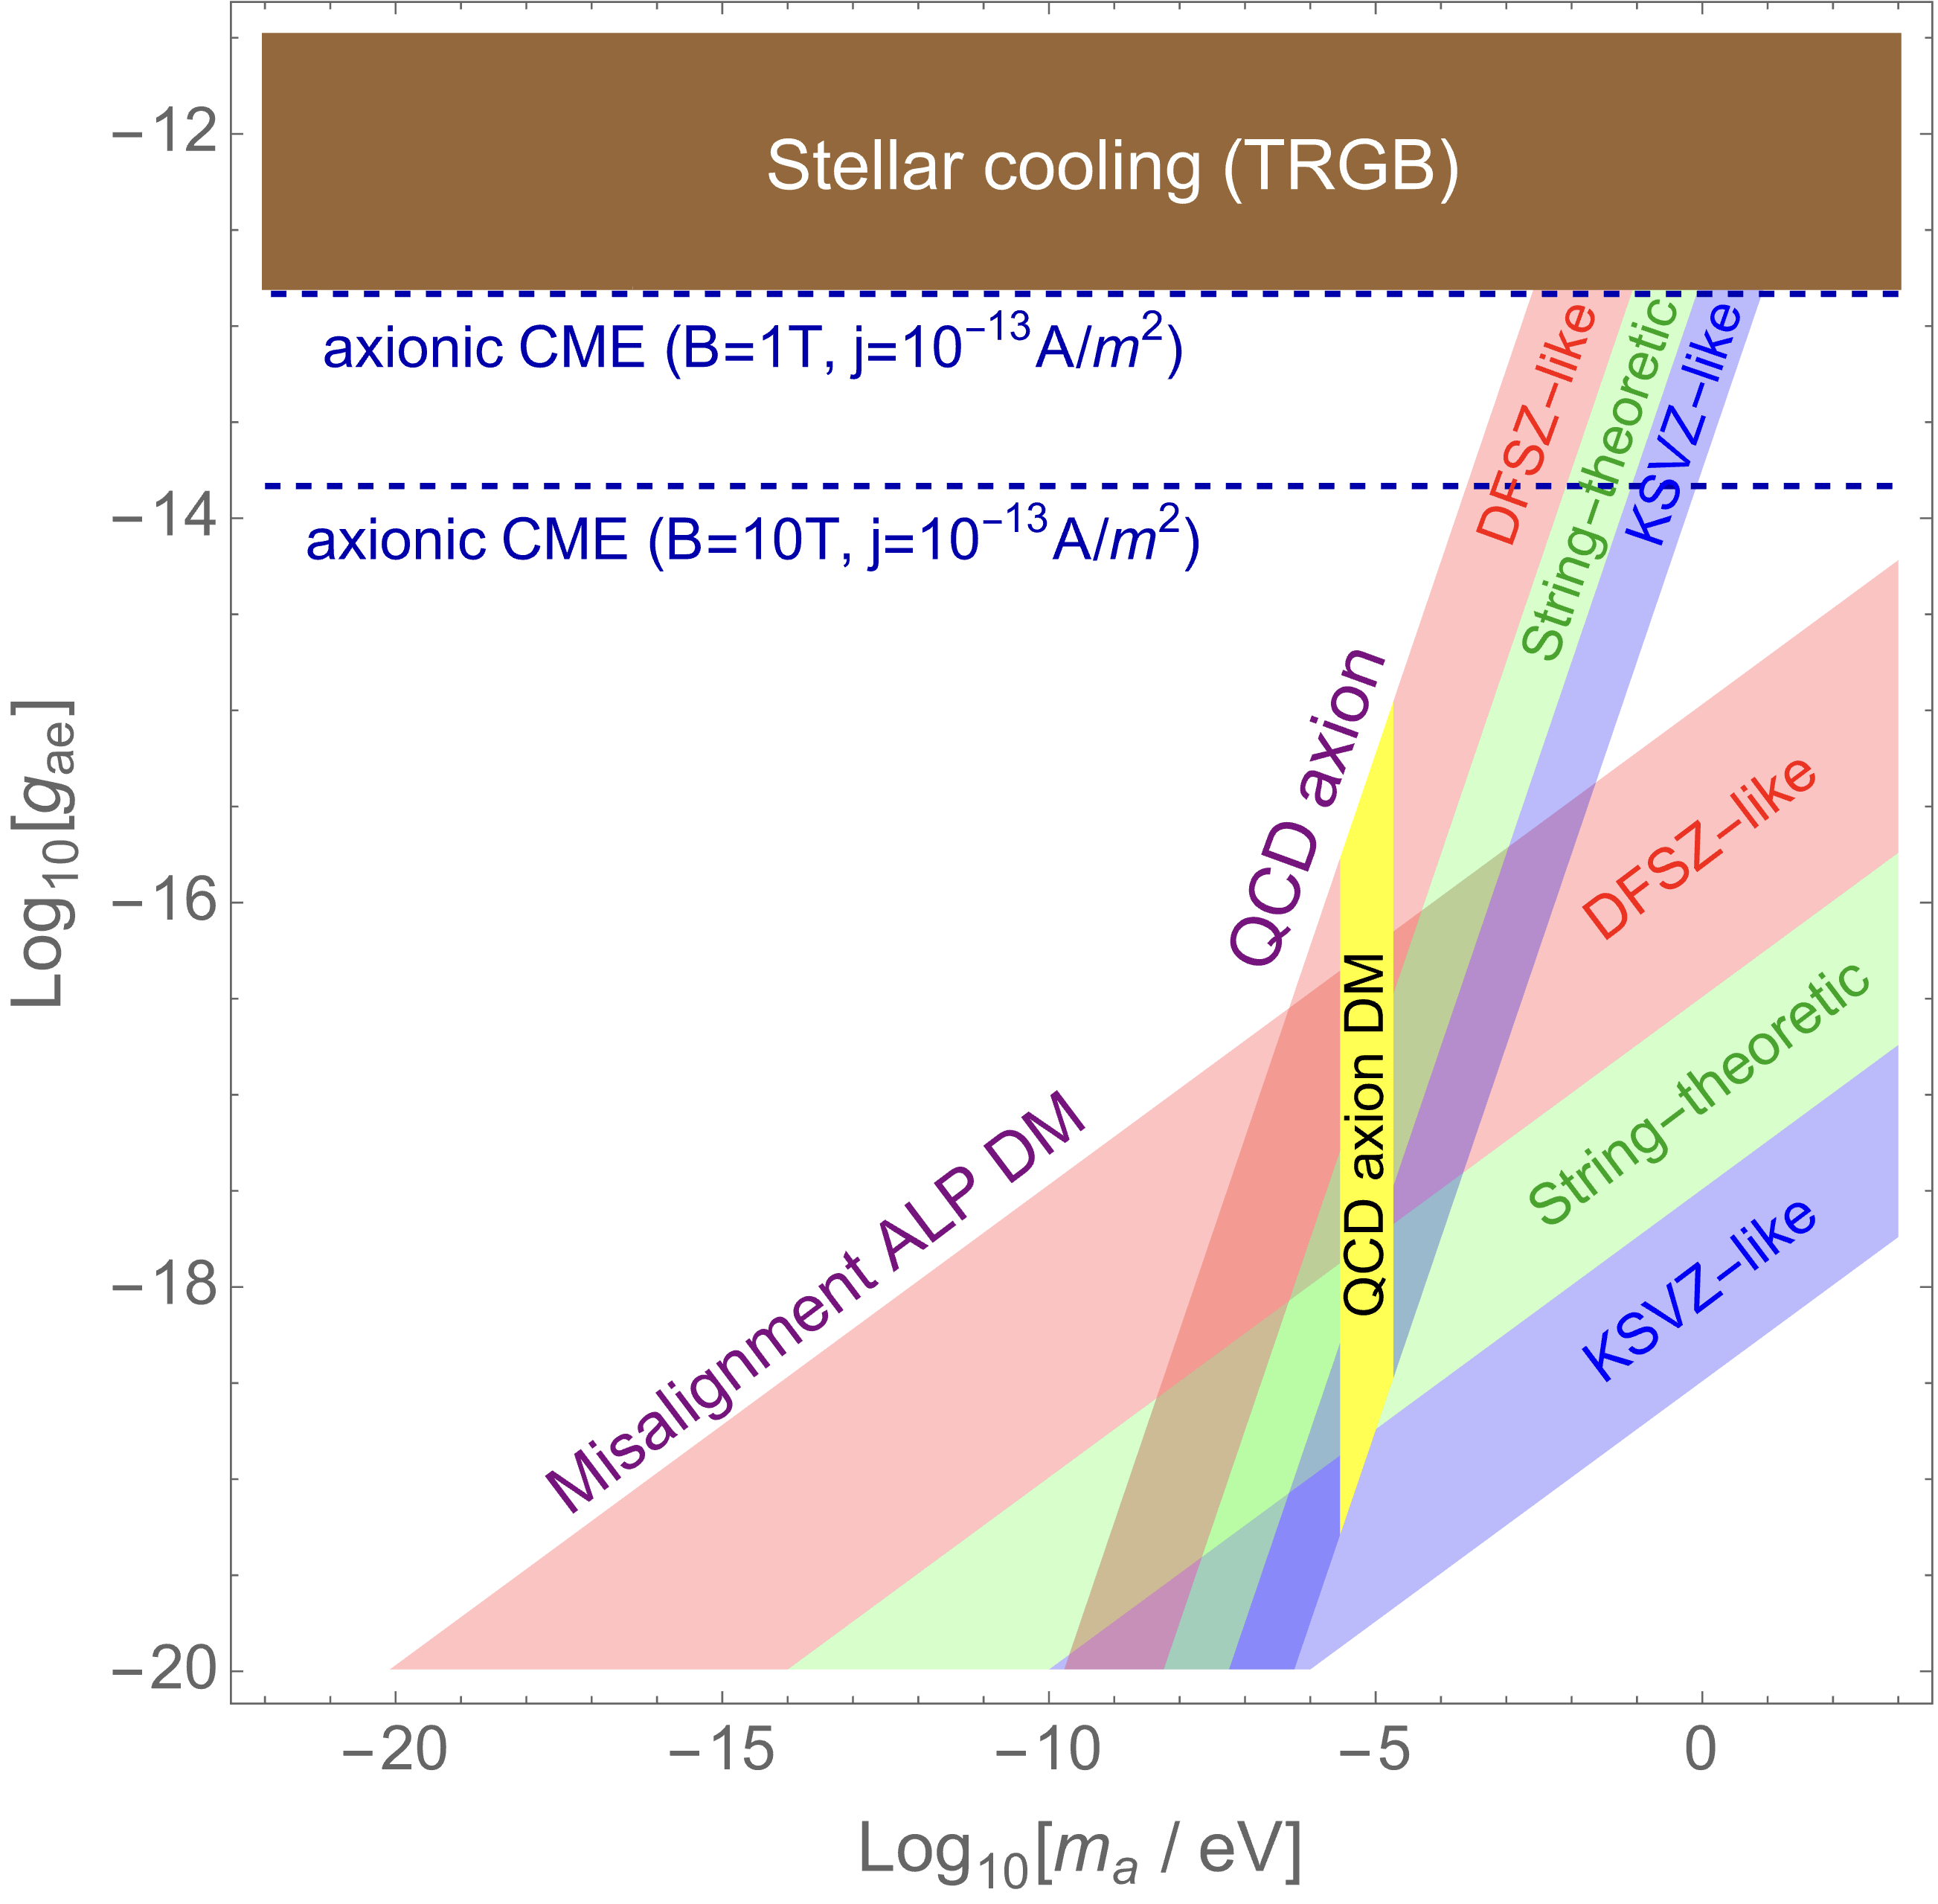 Stellar cooling (TRGB)
axionic CME (B=1T, j=10⁻¹³A/m²)
axionic CME (B=10T, j=10⁻¹³A/m²)
DFSZ-like
String-theoretic
KSVZ-like
QCD axion
QCD axion DM
Misalignment ALP DM
DFSZ-like
String-theoretic
KSVZ-like
Log₁₀[gₐₑ]
−12
−14
−16
−18
−20
−20
−15
−10
−5
0
Log₁₀[mₐ / eV]